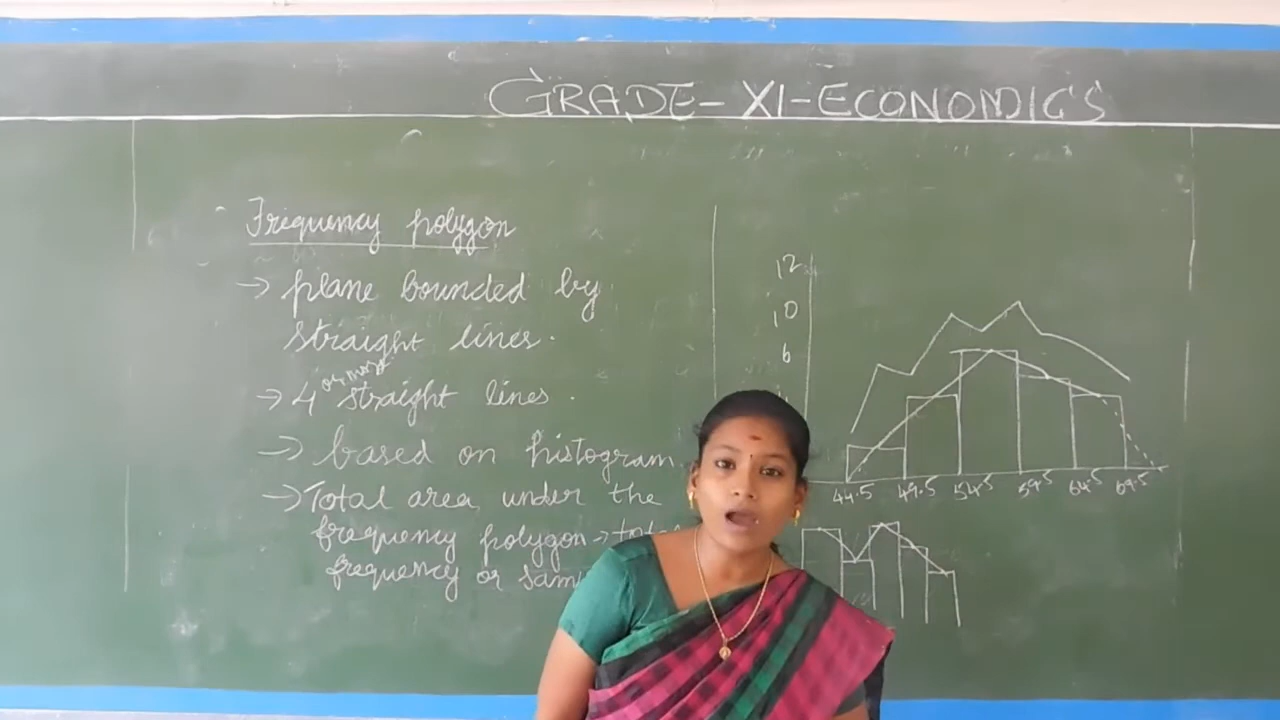 GRADE-XI-ECONOMICS
Frequency polygon
→ plane bounded by
straight lines.
or more
→ 4 straight lines.
→ based on histogram
→ Total area under the
frequency polygon →
frequency or
12
10
6
44.5 49.5 54.5 59.5 64.5 69.5